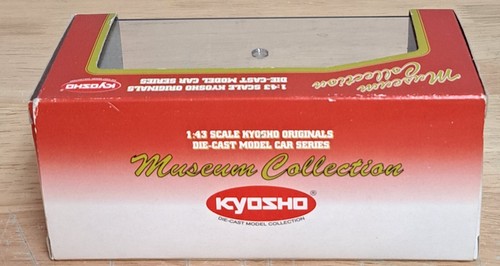 Museum
Collection
1:43 SCALE KYOSHO ORIGINALS
DIE-CAST MODEL CAR SERIES
KYOSHO
1:43 SCALE KYOSHO ORIGINALS
DIE-CAST MODEL CAR SERIES
Museum Collection
KYOSHO®
DIE-CAST MODEL COLLECTION